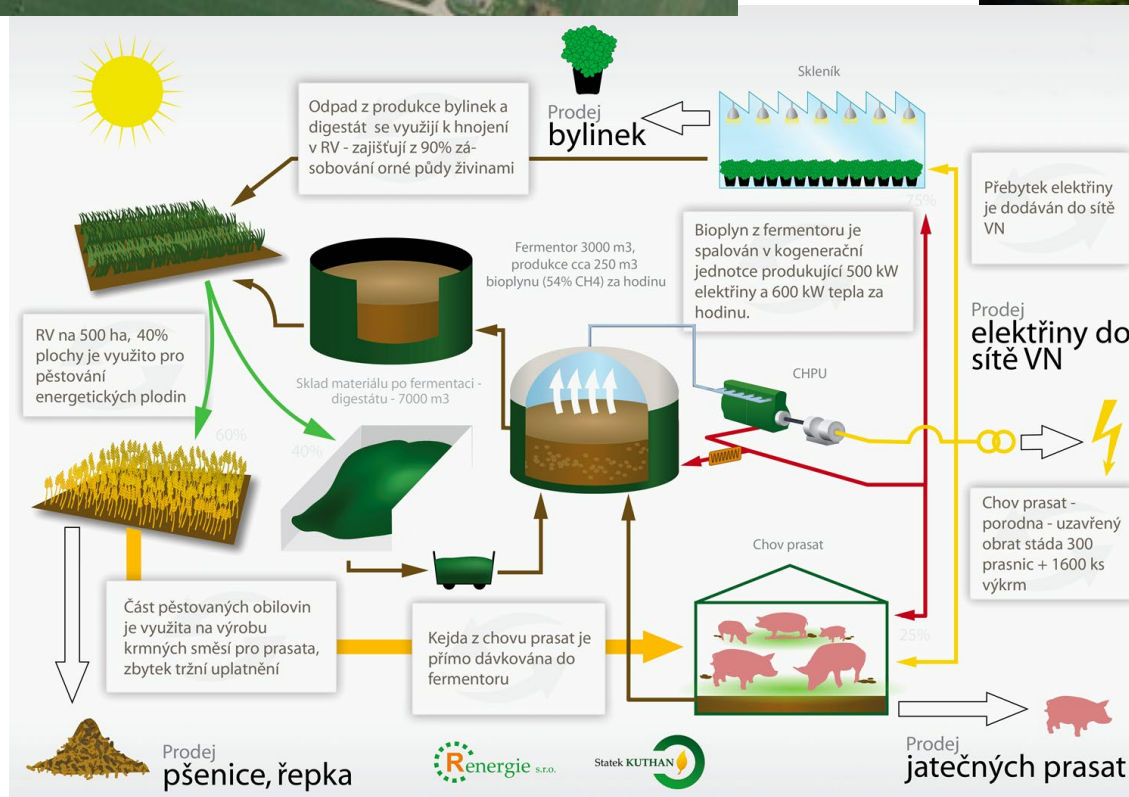 Skleník
Prodej
bylinek
Odpad z produkce bylinek a
digestát se využijí k hnojení
v RV - zajišťují z 90% zá-
sobování orné půdy živinami
75%
Přebytek elektřiny
je dodáván do sítě
VN
Bioplyn z fermentoru je
spalován v kogenerační
jednotce produkující 500 kW
elektřiny a 600 kW tepla za
hodinu.
Fermentor 3000 m3,
produkce cca 250 m3
bioplynu (54% CH4) za hodinu
Prodej
elektřiny do
sítě VN
RV na 500 ha, 40%
plochy je využito pro
pěstování
energetických plodin
Sklad materiálu po fermentaci -
digestátu - 7000 m3
CHPU
60%
40%
Chov prasat -
porodna - uzavřený
obrat stáda 300
prasnic + 1600 ks
výkrm
Chov prasat
Část pěstovaných obilovin
je využita na výrobu
krmných směsí pro prasata,
zbytek tržní uplatnění
Kejda z chovu prasat je
přímo dávkována do
fermentoru
25%
Prodej
pšenice, řepka
Renergie s.r.o.
Statek KUTHAN
Prodej
jatečných prasat